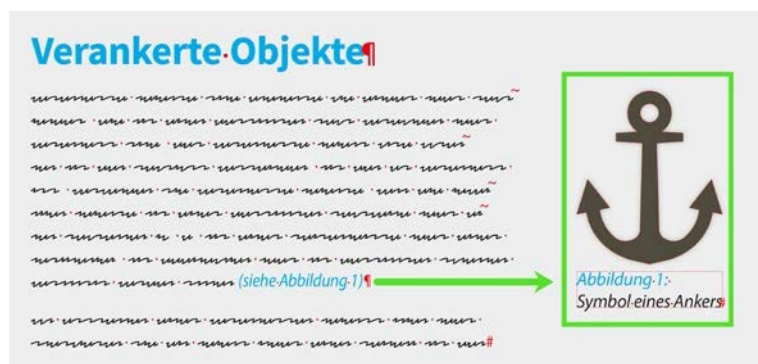 Verankerte Objekte¶
(siehe Abbildung 1)¶
Abbildung 1:
Symbol eines Ankers#